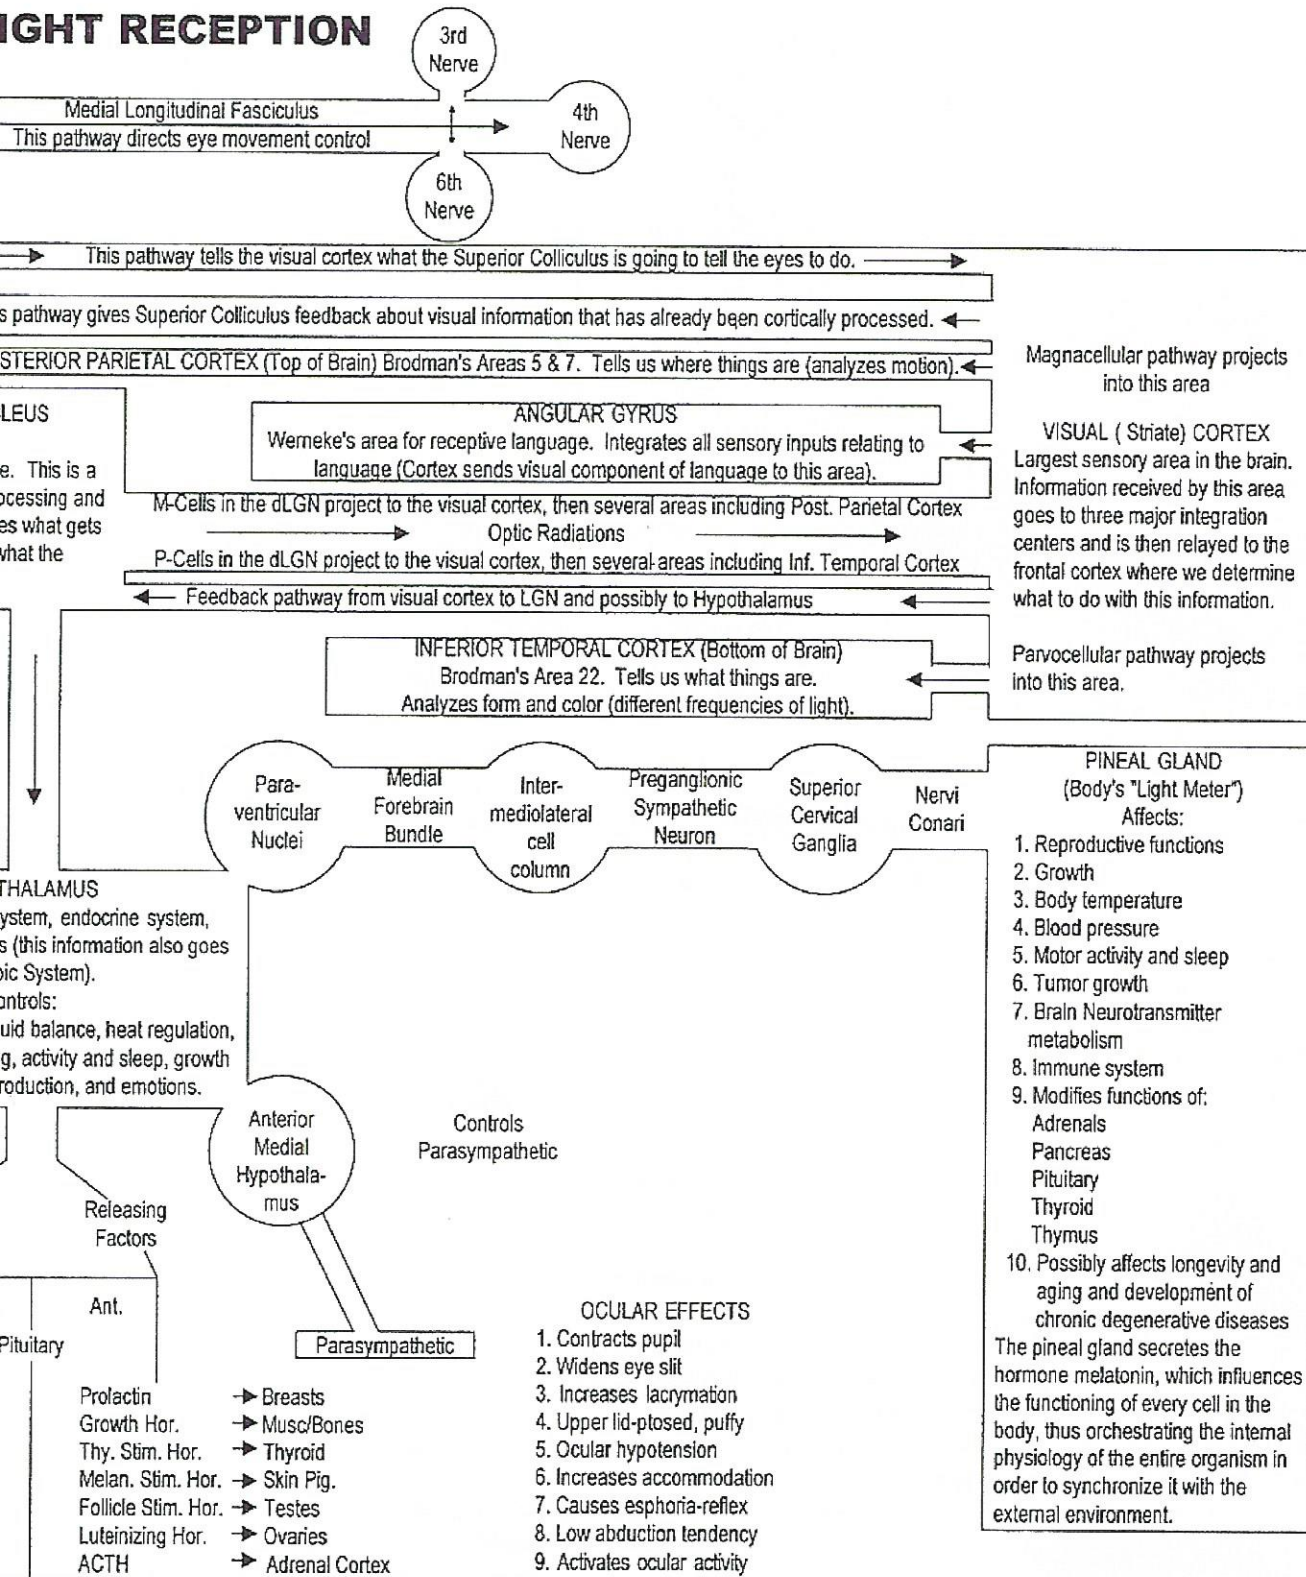 IGHT RECEPTION
3rd
Nerve
Medial Longitudinal Fasciculus
This pathway directs eye movement control
4th
Nerve
6th
Nerve
This pathway tells the visual cortex what the Superior Colliculus is going to tell the eyes to do.
s pathway gives Superior Colliculus feedback about visual information that has already been cortically processed.
STERIOR PARIETAL CORTEX (Top of Brain) Brodman's Areas 5 & 7. Tells us where things are (analyzes motion).
Magnacellular pathway projects
into this area
LEUS
e. This is a
ocessing and
es what gets
what the
ANGULAR GYRUS
Werneke's area for receptive language. Integrates all sensory inputs relating to
language (Cortex sends visual component of language to this area).
VISUAL ( Striate) CORTEX
Largest sensory area in the brain.
Information received by this area
goes to three major integration
centers and is then relayed to the
frontal cortex where we determine
what to do with this information.
M-Cells in the dLGN project to the visual cortex, then several areas including Post. Parietal Cortex
Optic Radiations
P-Cells in the dLGN project to the visual cortex, then several areas including Inf. Temporal Cortex
Feedback pathway from visual cortex to LGN and possibly to Hypothalamus
INFERIOR TEMPORAL CORTEX (Bottom of Brain)
Brodman's Area 22. Tells us what things are.
Analyzes form and color (different frequencies of light).
Parvocellular pathway projects
into this area.
Para-
ventricular
Nuclei
Medial
Forebrain
Bundle
Inter-
mediolateral
cell
column
Preganglionic
Sympathetic
Neuron
Superior
Cervical
Ganglia
Nervi
Conari
PINEAL GLAND
(Body's "Light Meter")
Affects:
1. Reproductive functions
2. Growth
3. Body temperature
4. Blood pressure
5. Motor activity and sleep
6. Tumor growth
7. Brain Neurotransmitter
metabolism
8. Immune system
9. Modifies functions of:
Adrenals
Pancreas
Pituitary
Thyroid
Thymus
10. Possibly affects longevity and
aging and development of
chronic degenerative diseases
The pineal gland secretes the
hormone melatonin, which influences
the functioning of every cell in the
body, thus orchestrating the internal
physiology of the entire organism in
order to synchronize it with the
external environment.
THALAMUS
ystem, endocrine system,
s (this information also goes
bic System).
ontrols:
uid balance, heat regulation,
g, activity and sleep, growth
roduction, and emotions.
Anterior
Medial
Hypothala-
mus
Controls
Parasympathetic
Releasing
Factors
Ant.
Pituitary
Parasympathetic
Prolactin Breasts
Growth Hor. Musc/Bones
Thy. Stim. Hor. Thyroid
Melan. Stim. Hor. Skin Pig.
Follicle Stim. Hor. Testes
Luteinizing Hor. Ovaries
ACTH Adrenal Cortex
OCULAR EFFECTS
1. Contracts pupil
2. Widens eye slit
3. Increases lacrymation
4. Upper lid-ptosed, puffy
5. Ocular hypotension
6. Increases accommodation
7. Causes esphoria-reflex
8. Low abduction tendency
9. Activates ocular activity